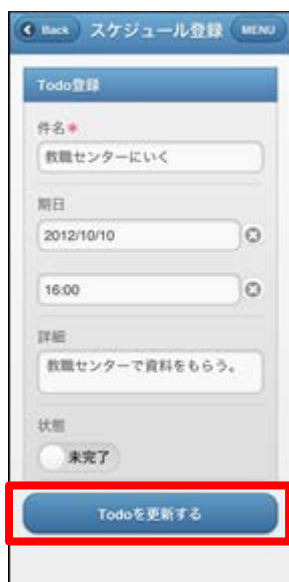 Back スケジュール登録 MENU
Todo登録
件名*
教職センターにいく
期日
2012/10/10
16:00
詳細
教職センターで資料をもらう。
状態
未完了
Todoを更新する